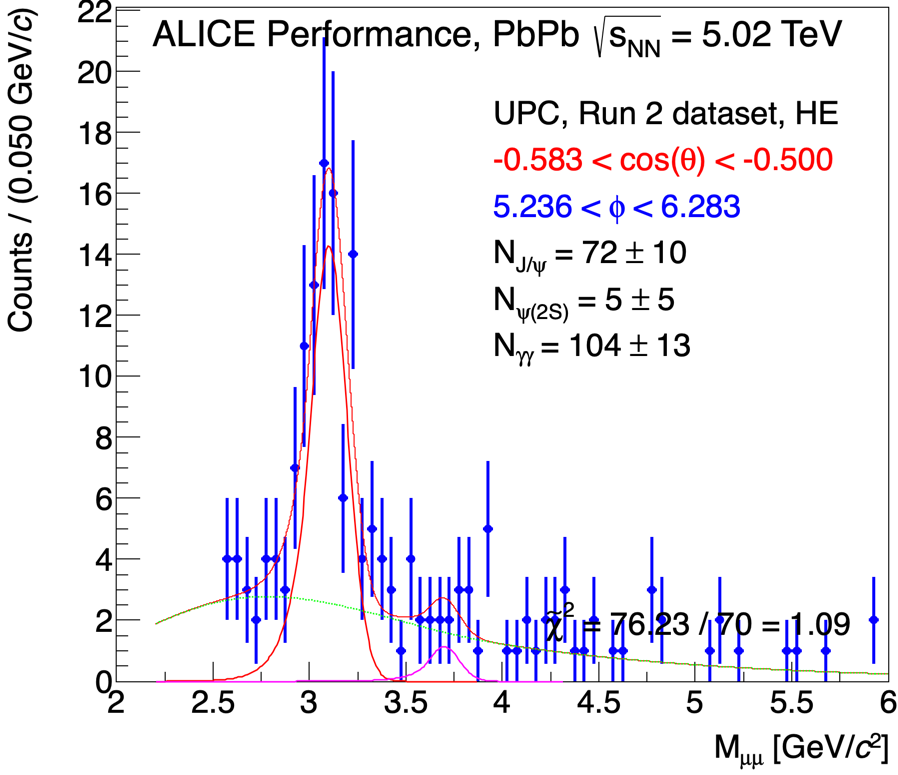 ALICE Performance, PbPb √s_NN = 5.02 TeV
UPC, Run 2 dataset, HE
-0.583 < cos(θ) < -0.500
5.236 < ϕ < 6.283
N_J/ψ = 72 ± 10
N_ψ(2S) = 5 ± 5
N_γγ = 104 ± 13
χ̃² = 76.23 / 70 = 1.09
Counts / (0.050 GeV/c)
22
20
18
16
14
12
10
8
6
4
2
0
2 2.5 3 3.5 4 4.5 5 5.5 6
M_μμ [GeV/c²]